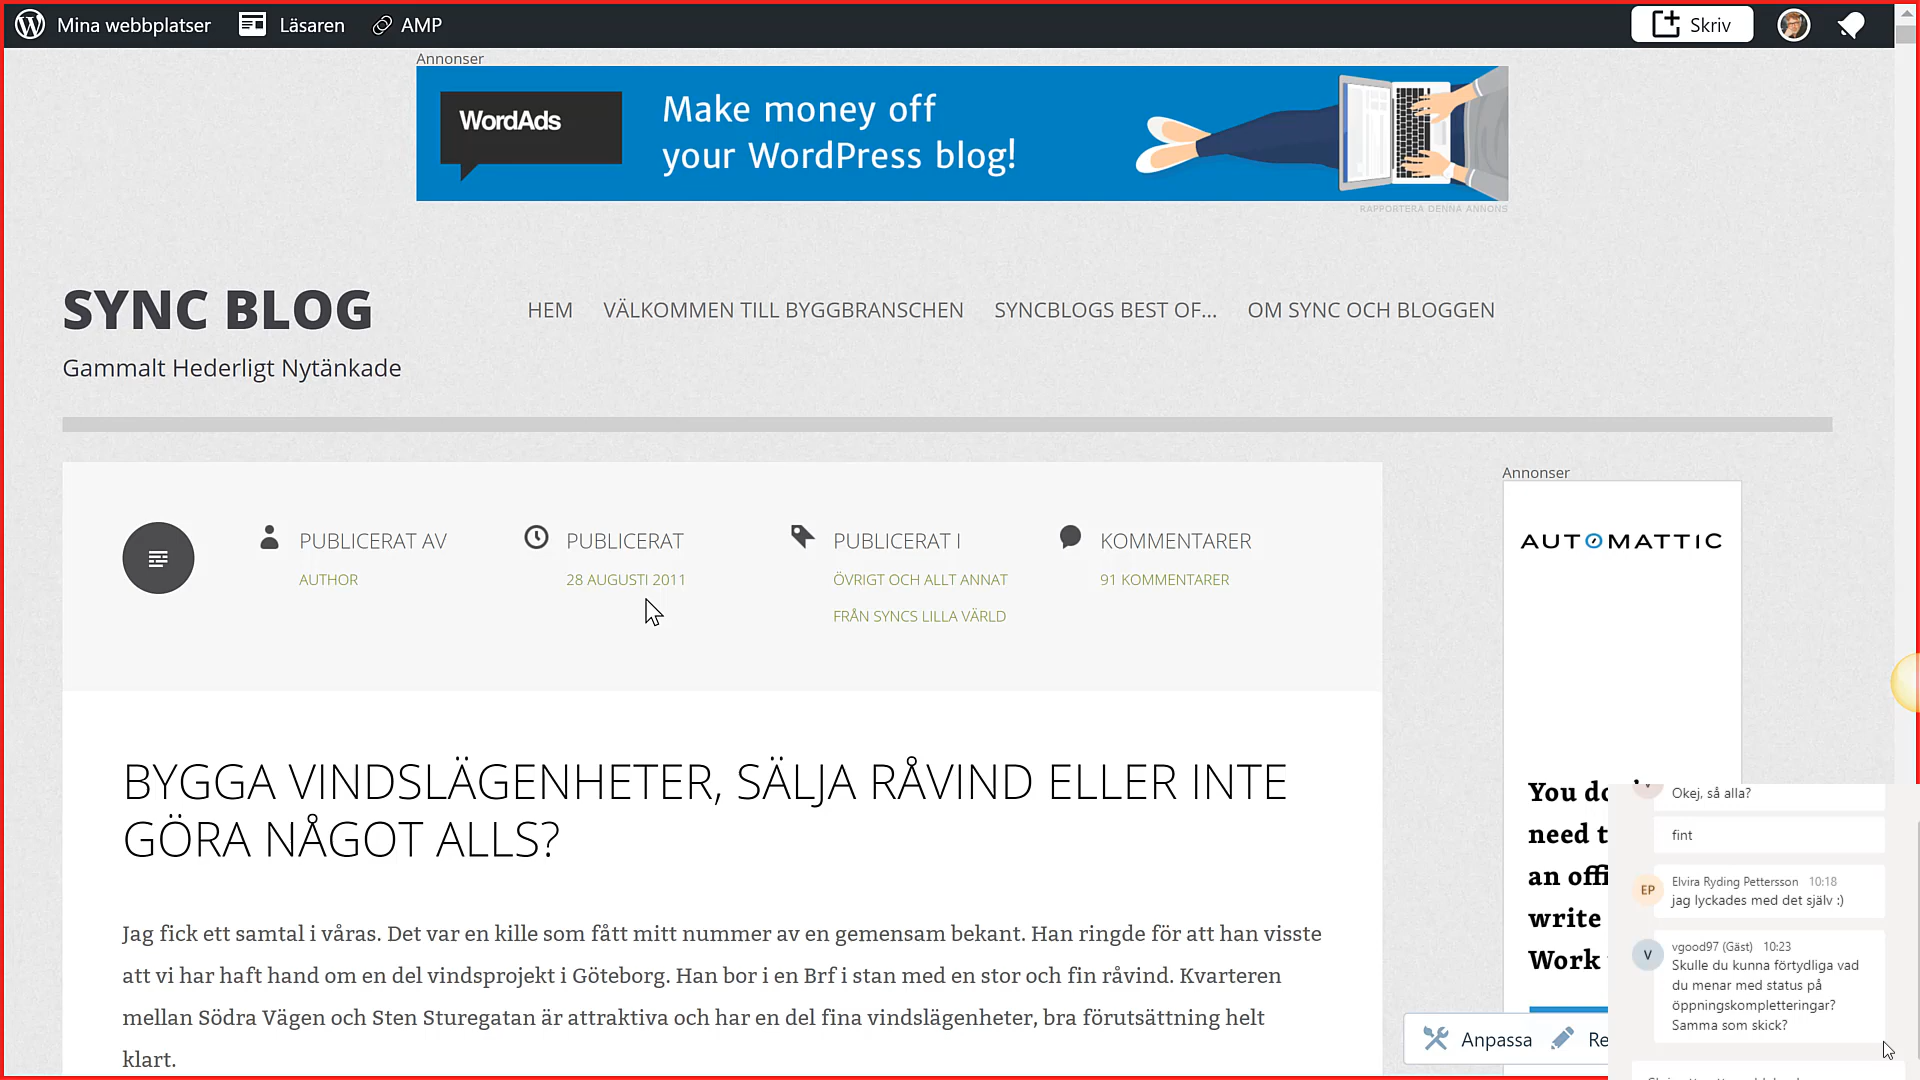 Mina webbplatser
Läsaren
AMP
Skriv
Annonser
WordAds
Make money off
your WordPress blog!
RAPPORTERA DENNA ANNONS
SYNC BLOG
Gammalt Hederligt Nytänkade
HEM
VÄLKOMMEN TILL BYGGBRANSCHEN
SYNCBLOGS BEST OF...
OM SYNC OCH BLOGGEN
PUBLICERAT AV
AUTHOR
PUBLICERAT
28 AUGUSTI 2011
PUBLICERAT I
ÖVRIGT OCH ALLT ANNAT
FRÅN SYNCS LILLA VÄRLD
KOMMENTARER
91 KOMMENTARER
BYGGA VINDSLÄGENHETER, SÄLJA RÅVIND ELLER INTE
GÖRA NÅGOT ALLS?
Jag fick ett samtal i våras. Det var en kille som fått mitt nummer av en gemensam bekant. Han ringde för att han visste
att vi har haft hand om en del vindsprojekt i Göteborg. Han bor i en Brf i stan med en stor och fin råvind. Kvarteren
mellan Södra Vägen och Sten Sturegatan är attraktiva och har en del fina vindslägenheter, bra förutsättning helt
klart.
Annonser
AUTOMATTIC
You do
need t
an offi
write
Work
Anpassa
Re
Okej, så alla?
fint
EP
Elvira Ryding Pettersson 10:18
jag lyckades med det själv :)
V
vgood97 (Gäst) 10:23
Skulle du kunna förtydliga vad
du menar med status på
öppningskompletteringar?
Samma som skick?